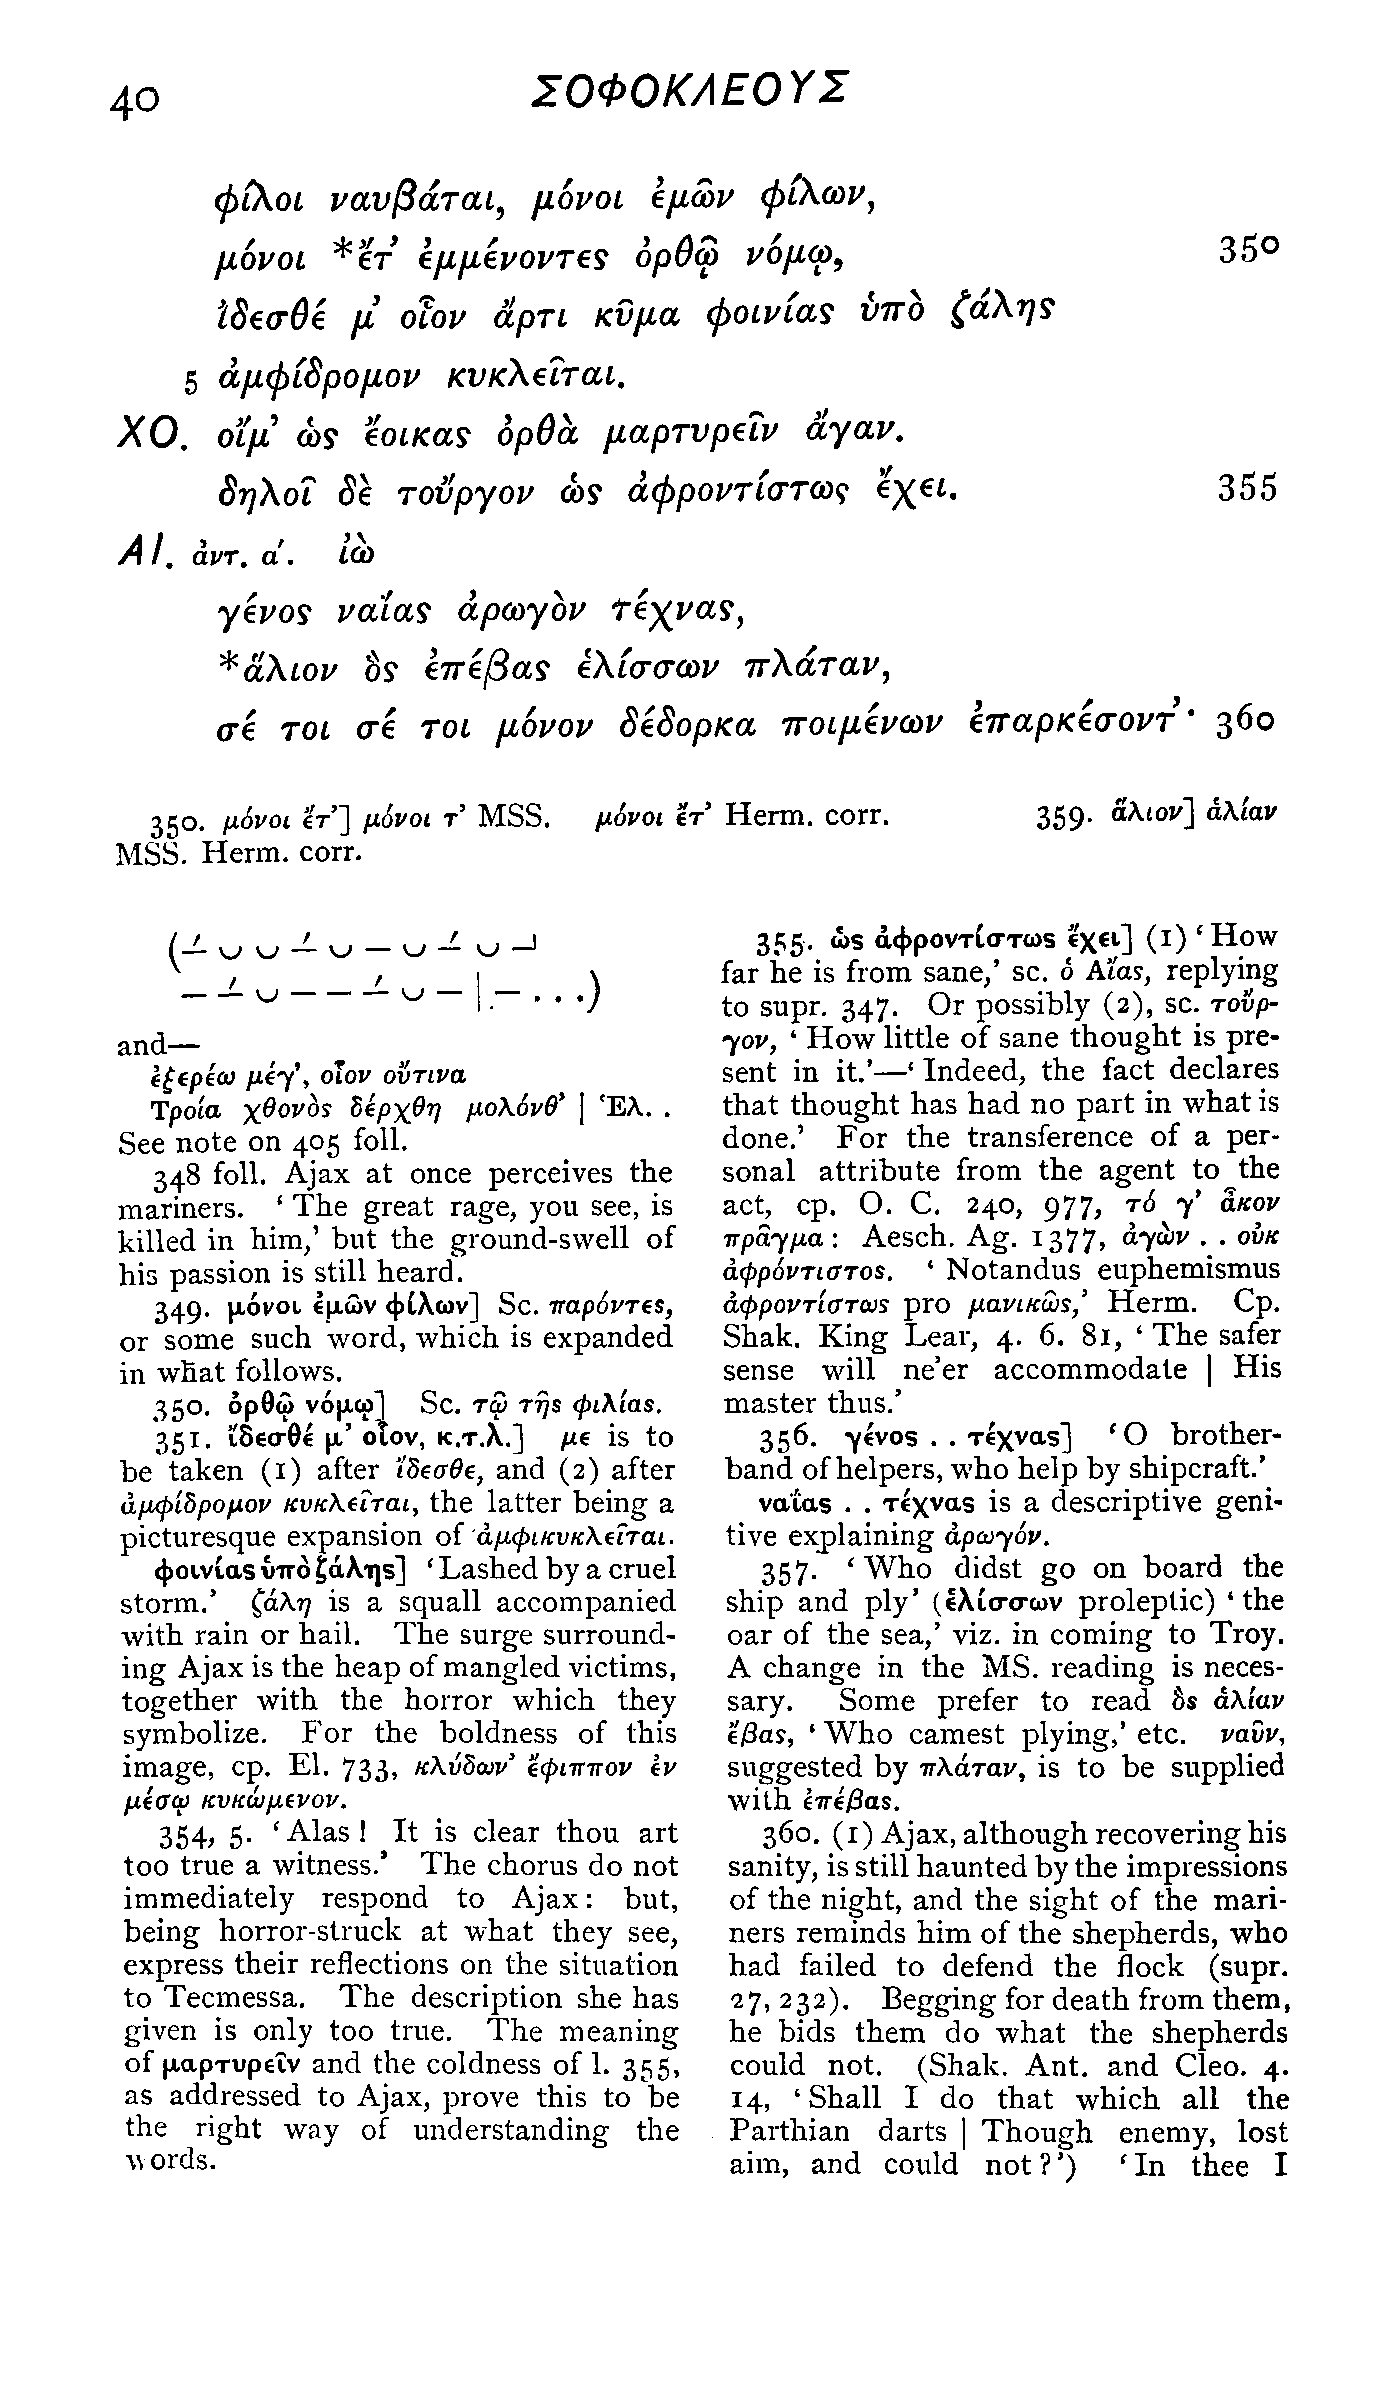 40
ΣΟΦΟΚΛΕΟΥΣ
φίλοι ναυβάται, μόνοι ἐμῶν φίλων,
μόνοι *ἔτ’ ἐμμένοντες ὀρθῷ νόμῳ, 350
ἴδεσθέ μ’ οἷον ἄρτι κῦμα φοινίας ὑπὸ ζάλης
5 ἀμφίδρομον κυκλεῖται.
ΧΟ. οἴμ’ ὡς ἔοικας ὀρθὰ μαρτυρεῖν ἄγαν.
δηλοῖ δὲ τοὔργον ὡς ἀφροντίστως ἔχει. 355
ΑΙ. ἀντ. α΄. ἰὼ
γένος ναΐας ἀρωγὸν τέχνας,
*ἅλιον ὃς ἐπέβας ἑλίσσων πλάταν,
σέ τοι σέ τοι μόνον δέδορκα ποιμένων ἐπαρκέσοντ’· 360
350. μόνοι ἔτ’] μόνοι τ’ MSS. μόνοι ἔτ’ Herm. corr. 359. ἅλιον] ἁλίαν
MSS. Herm. corr.
(–́ ⏑ ⏑ –́ ⏑ – ⏑ –́ ⏑ –˩
– –́ ⏑ – – –́ ⏑ – | – . . .)
and—
ἐξερέω μέγ’, οἷον οὔτινα
Τροία χθονὸς δέρχθη μολόνθ’ | Ἑλ. .
See note on 405 foll.
348 foll. Ajax at once perceives the
mariners. ‘The great rage, you see, is
killed in him,’ but the ground-swell of
his passion is still heard.
349. μόνοι ἐμῶν φίλων] Sc. παρόντες,
or some such word, which is expanded
in what follows.
350. ὀρθῷ νόμῳ] Sc. τῷ τῆς φιλίας.
351. ἴδεσθέ μ’ οἷον, κ.τ.λ.] με is to
be taken (1) after ἴδεσθε, and (2) after
ἀμφίδρομον κυκλεῖται, the latter being a
picturesque expansion of ἀμφικυκλεῖται.
φοινίας ὑπὸ ζάλης] ‘Lashed by a cruel
storm.’ ζάλη is a squall accompanied
with rain or hail. The surge surround-
ing Ajax is the heap of mangled victims,
together with the horror which they
symbolize. For the boldness of this
image, cp. El. 733, κλύδων’ ἔφιππον ἐν
μέσῳ κυκώμενον.
354, 5. ‘Alas! It is clear thou art
too true a witness.’ The chorus do not
immediately respond to Ajax: but,
being horror-struck at what they see,
express their reflections on the situation
to Tecmessa. The description she has
given is only too true. The meaning
of μαρτυρεῖν and the coldness of l. 355,
as addressed to Ajax, prove this to be
the right way of understanding the
words.
355. ὡς ἀφροντίστως ἔχει] (1) ‘How
far he is from sane,’ sc. ὁ Αἴας, replying
to supr. 347. Or possibly (2), sc. τοὔρ-
γον, ‘How little of sane thought is pre-
sent in it.’—‘Indeed, the fact declares
that thought has had no part in what is
done.’ For the transference of a per-
sonal attribute from the agent to the
act, cp. O. C. 240, 977, τό γ’ ἆκον
πρᾶγμα: Aesch. Ag. 1377, ἀγὼν . . οὐκ
ἀφρόντιστος. ‘Notandus euphemismus
ἀφροντίστως pro μανικῶς,’ Herm. Cp.
Shak. King Lear, 4. 6. 81, ‘The safer
sense will ne’er accommodate | His
master thus.’
356. γένος . . τέχνας] ‘O brother-
band of helpers, who help by shipcraft.’
ναΐας . . τέχνας is a descriptive geni-
tive explaining ἀρωγόν.
357. ‘Who didst go on board the
ship and ply’ (ἑλίσσων proleptic) ‘the
oar of the sea,’ viz. in coming to Troy.
A change in the MS. reading is neces-
sary. Some prefer to read ὃς ἁλίαν
ἔβας, ‘Who camest plying,’ etc. ναῦν,
suggested by πλάταν, is to be supplied
with ἐπέβας.
360. (1) Ajax, although recovering his
sanity, is still haunted by the impressions
of the night, and the sight of the mari-
ners reminds him of the shepherds, who
had failed to defend the flock (supr.
27, 232). Begging for death from them,
he bids them do what the shepherds
could not. (Shak. Ant. and Cleo. 4.
14, ‘Shall I do that which all the
Parthian darts | Though enemy, lost
aim, and could not?’) ‘In thee I